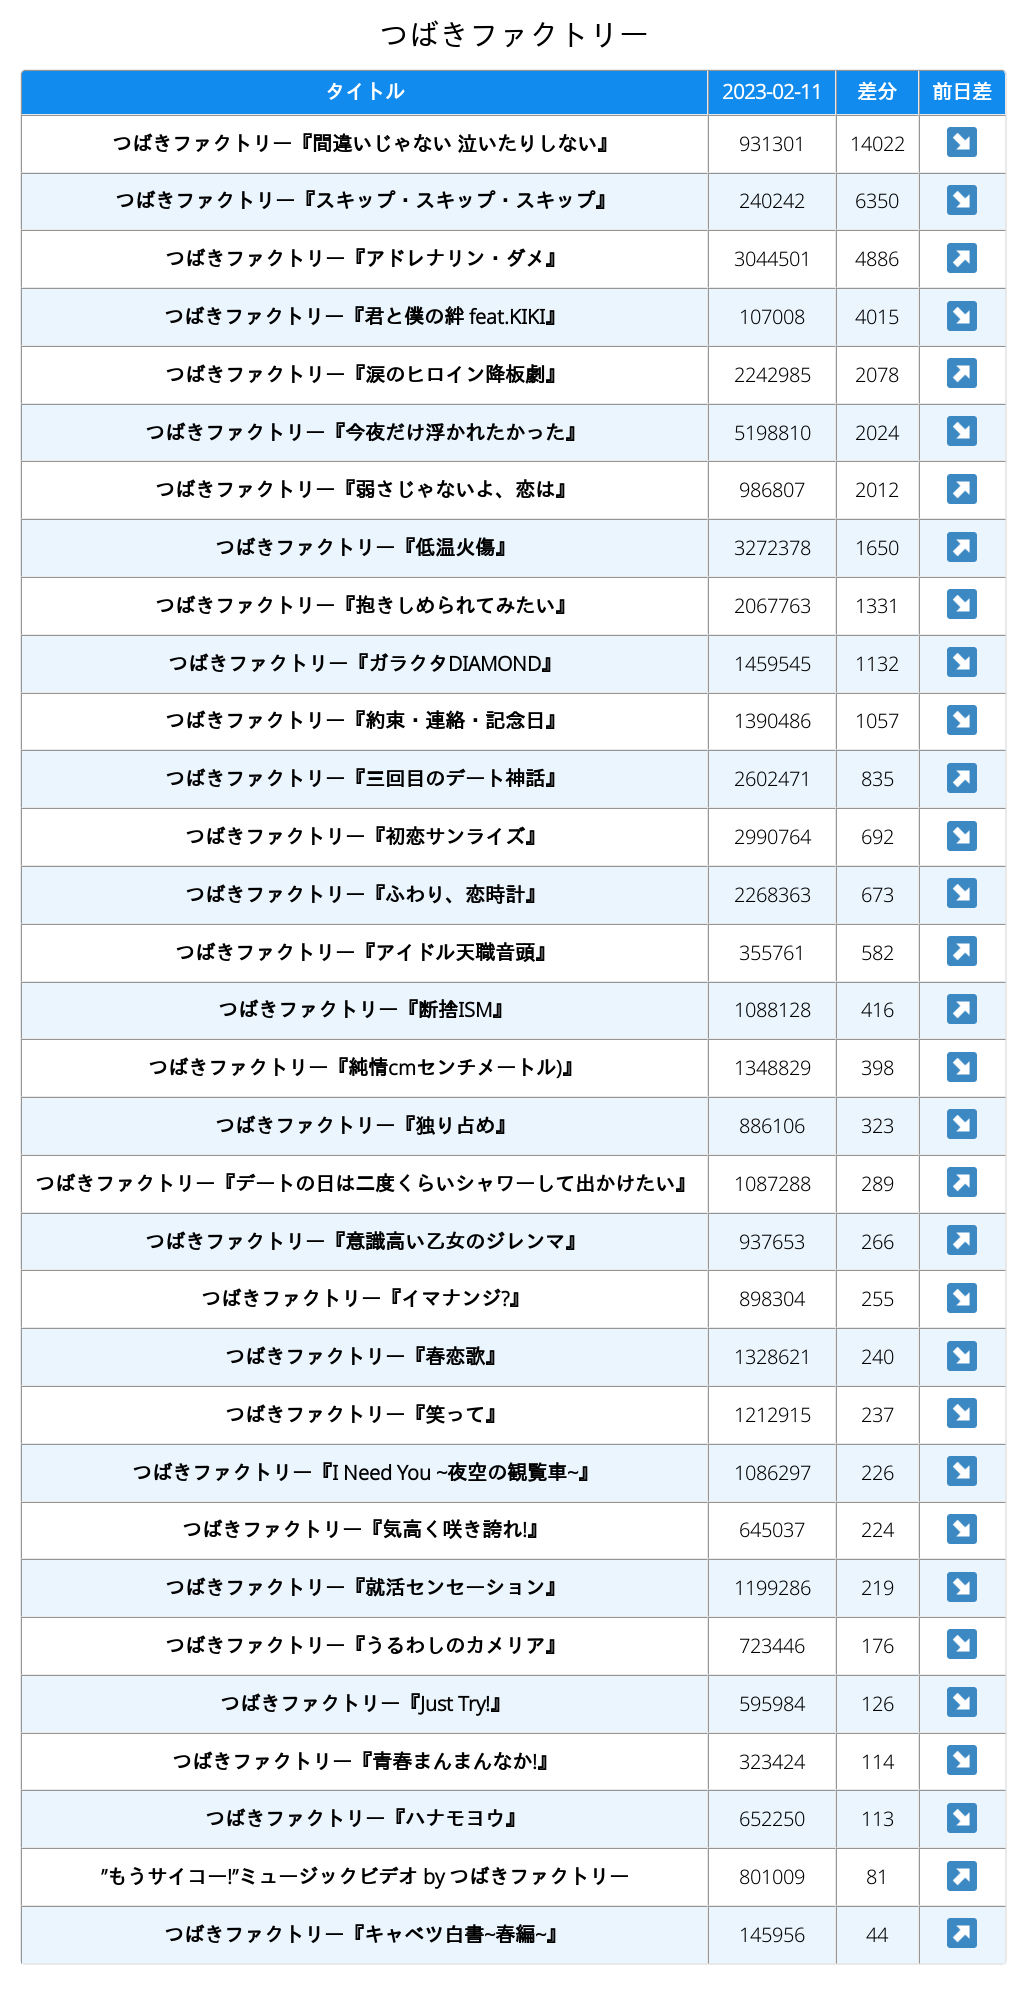 つばきファクトリー
タイトル 2023-02-11 差分 前日差
つばきファクトリー『間違いじゃない 泣いたりしない』 931301 14022 ↘
つばきファクトリー『スキップ・スキップ・スキップ』 240242 6350 ↘
つばきファクトリー『アドレナリン・ダメ』 3044501 4886 ↗
つばきファクトリー『君と僕の絆 feat.KIKI』 107008 4015 ↘
つばきファクトリー『涙のヒロイン降板劇』 2242985 2078 ↗
つばきファクトリー『今夜だけ浮かれたかった』 5198810 2024 ↘
つばきファクトリー『弱さじゃないよ、恋は』 986807 2012 ↗
つばきファクトリー『低温火傷』 3272378 1650 ↗
つばきファクトリー『抱きしめられてみたい』 2067763 1331 ↘
つばきファクトリー『ガラクタDIAMOND』 1459545 1132 ↘
つばきファクトリー『約束・連絡・記念日』 1390486 1057 ↘
つばきファクトリー『三回目のデート神話』 2602471 835 ↗
つばきファクトリー『初恋サンライズ』 2990764 692 ↘
つばきファクトリー『ふわり、恋時計』 2268363 673 ↘
つばきファクトリー『アイドル天職音頭』 355761 582 ↗
つばきファクトリー『断捨ISM』 1088128 416 ↗
つばきファクトリー『純情cmセンチメートル)』 1348829 398 ↘
つばきファクトリー『独り占め』 886106 323 ↘
つばきファクトリー『デートの日は二度くらいシャワーして出かけたい』 1087288 289 ↗
つばきファクトリー『意識高い乙女のジレンマ』 937653 266 ↗
つばきファクトリー『イマナンジ?』 898304 255 ↘
つばきファクトリー『春恋歌』 1328621 240 ↘
つばきファクトリー『笑って』 1212915 237 ↘
つばきファクトリー『I Need You ~夜空の観覧車~』 1086297 226 ↘
つばきファクトリー『気高く咲き誇れ!』 645037 224 ↘
つばきファクトリー『就活センセーション』 1199286 219 ↘
つばきファクトリー『うるわしのカメリア』 723446 176 ↘
つばきファクトリー『Just Try!』 595984 126 ↘
つばきファクトリー『青春まんまんなか!』 323424 114 ↘
つばきファクトリー『ハナモヨウ』 652250 113 ↘
”もうサイコー!”ミュージックビデオ by つばきファクトリー 801009 81 ↗
つばきファクトリー『キャベツ白書~春編~』 145956 44 ↗